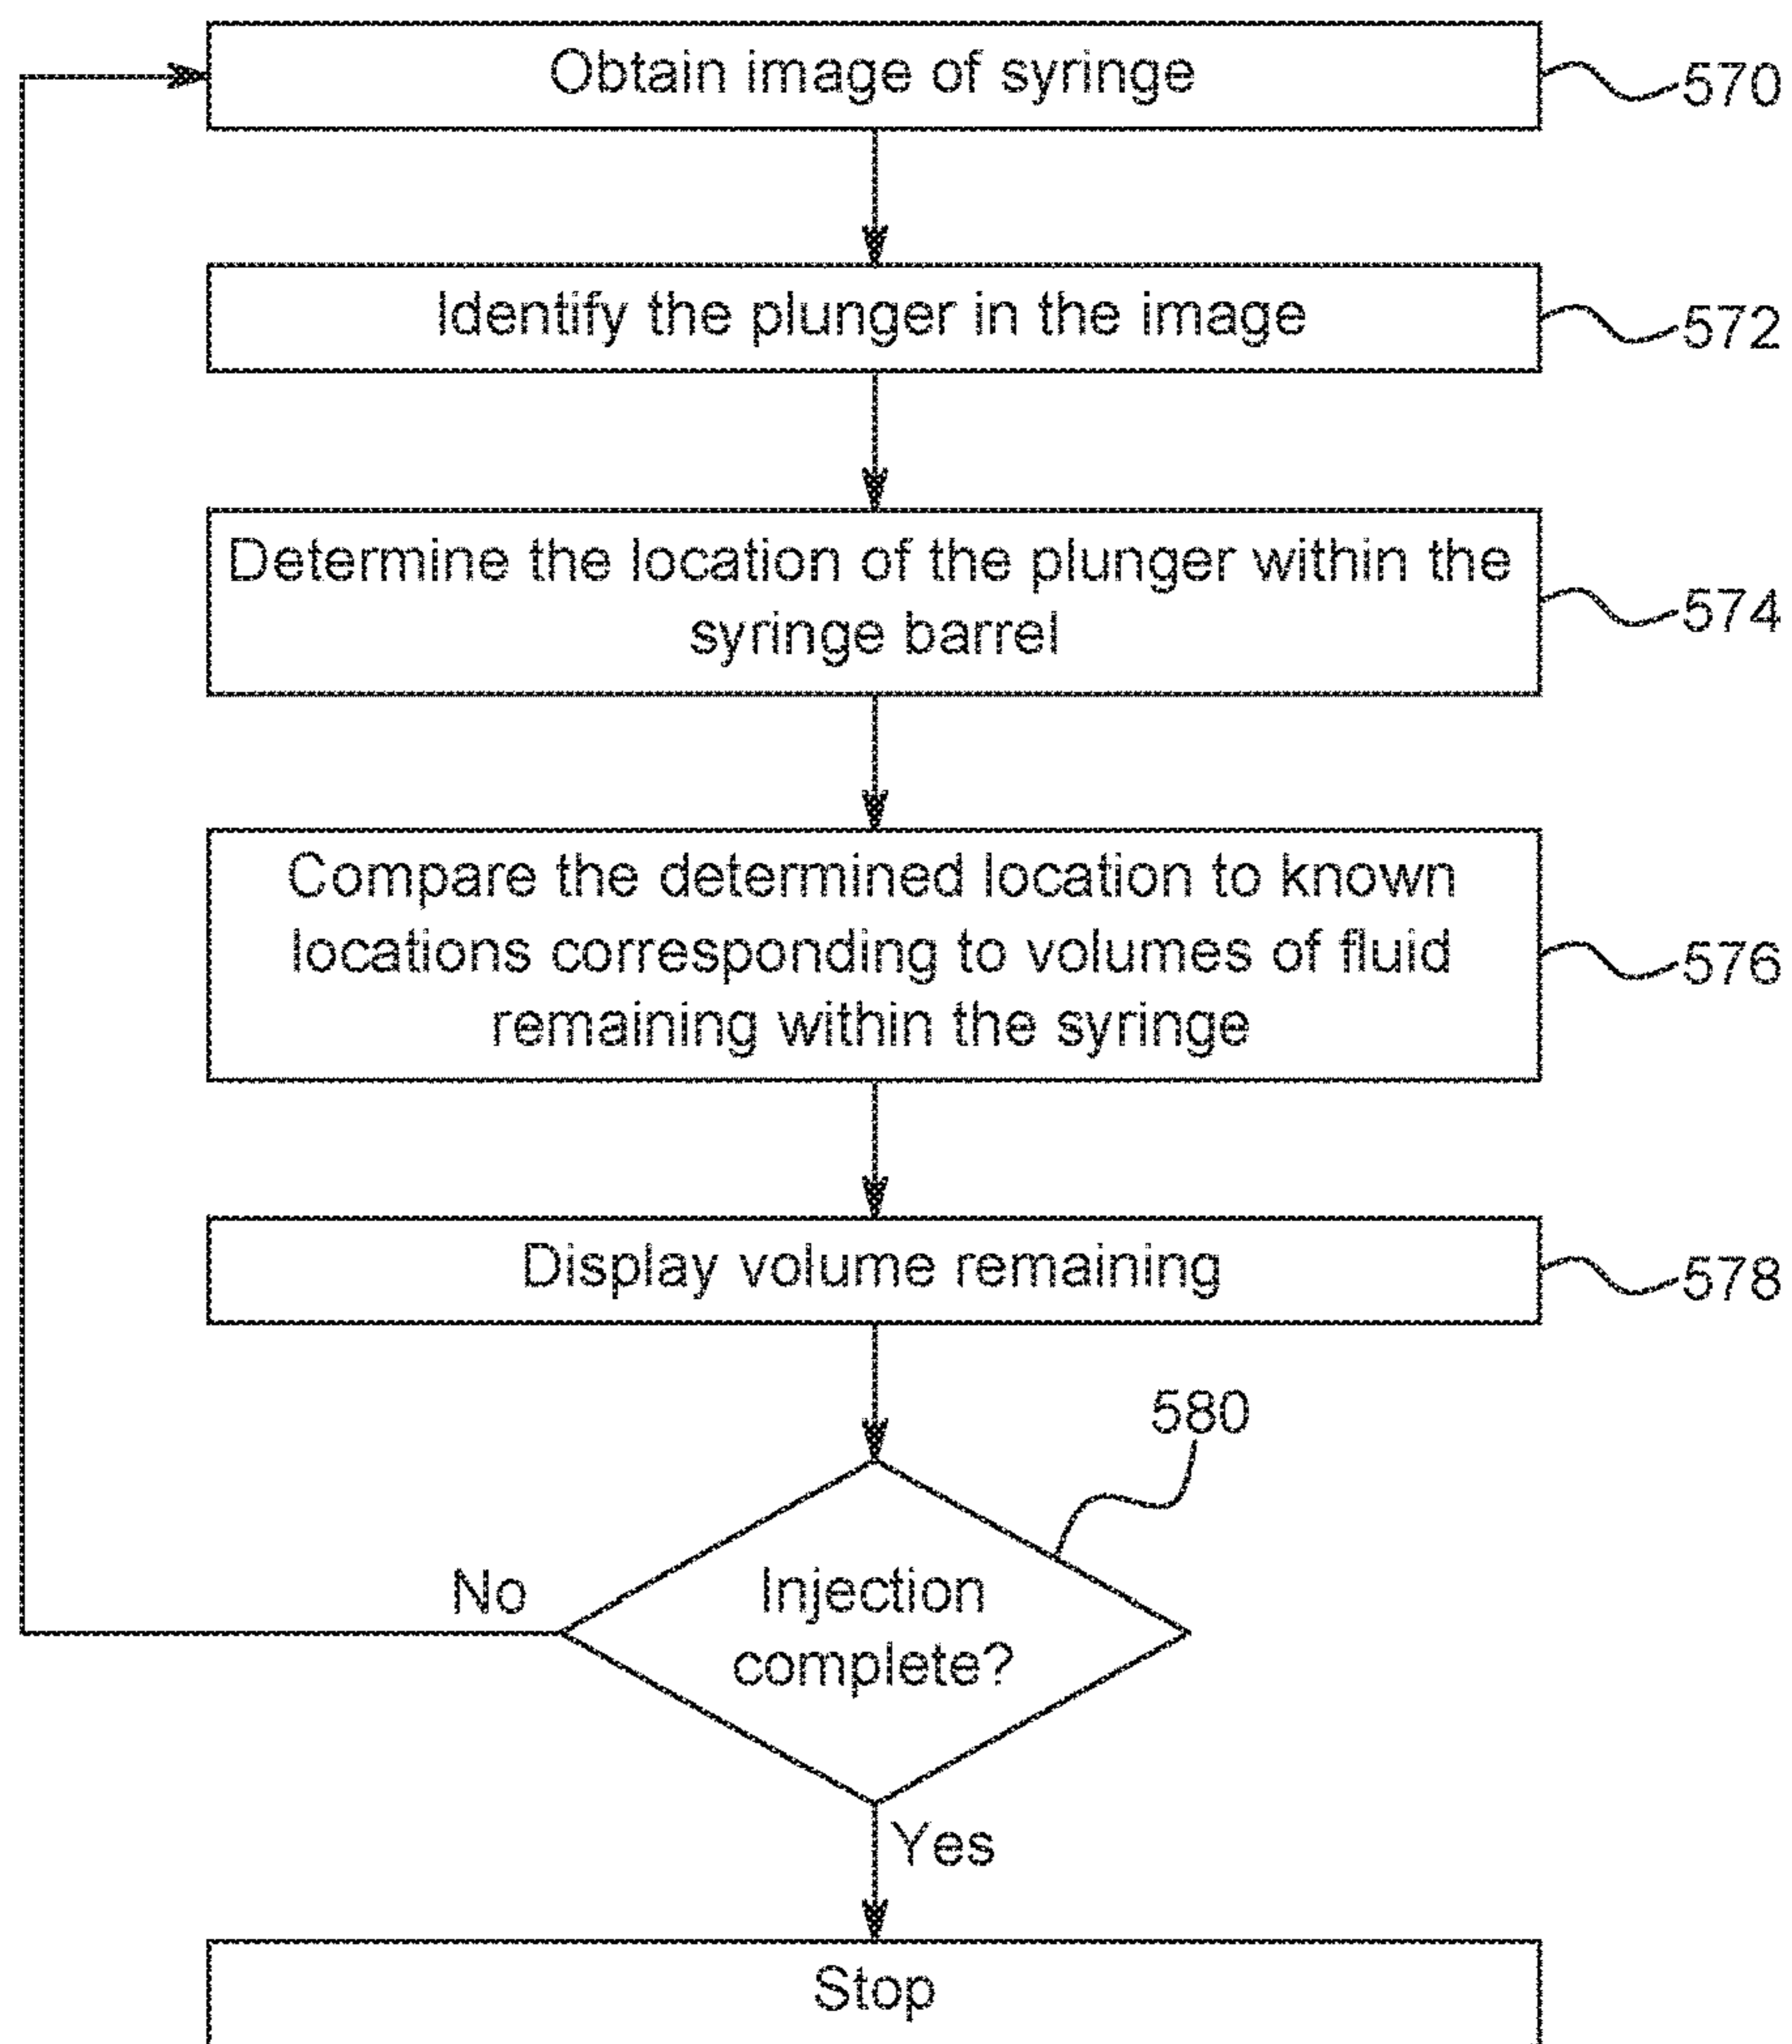 Obtain image of syringe
570
Identify the plunger in the image
572
Determine the location of the plunger within the
syringe barrel
574
Compare the determined location to known
locations corresponding to volumes of fluid
remaining within the syringe
576
Display volume remaining
578
580
Injection
complete?
No
Yes
Stop